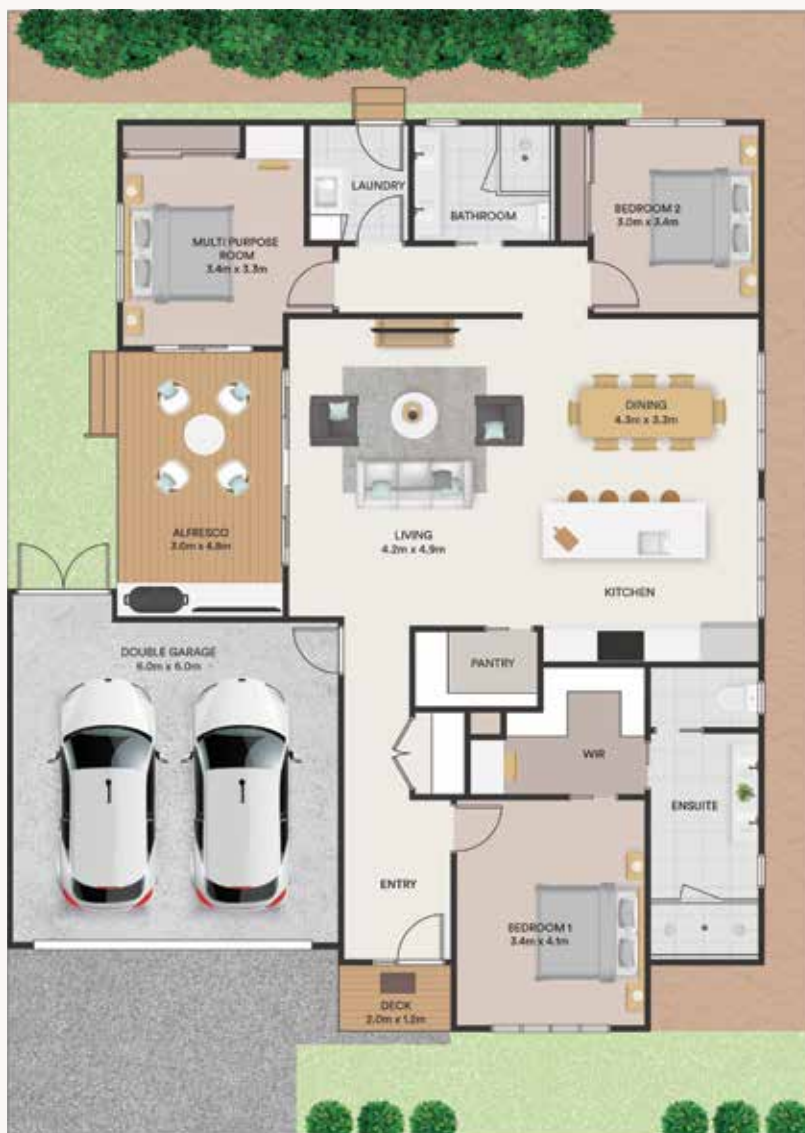 LAUNDRY
BATHROOM
BEDROOM 2
3.0m x 3.4m
MULTI PURPOSE
ROOM
3.4m x 3.3m
DINING
4.3m x 3.3m
ALFRESCO
3.0m x 4.8m
LIVING
4.2m x 4.9m
KITCHEN
DOUBLE GARAGE
6.0m x 6.0m
PANTRY
WIR
ENSUITE
ENTRY
BEDROOM 1
3.4m x 4.1m
DECK
2.0m x 1.2m